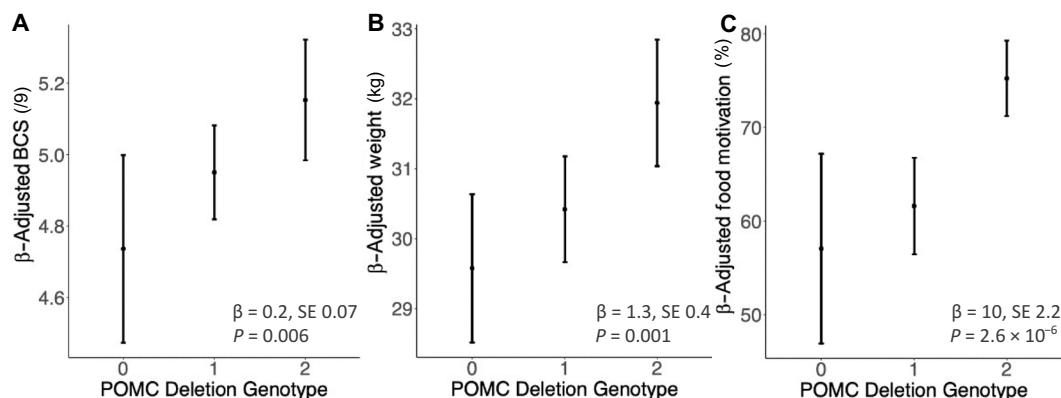 A
β-Adjusted BCS (/9)
5.2
5.0
4.8
4.6
β = 0.2, SE 0.07
P = 0.006
0 1 2
POMC Deletion Genotype
B
β-Adjusted weight (kg)
33
32
31
30
29
β = 1.3, SE 0.4
P = 0.001
0 1 2
POMC Deletion Genotype
C
β-Adjusted food motivation (%)
80
70
60
50
β = 10, SE 2.2
P = 2.6 × 10⁻⁶
0 1 2
POMC Deletion Genotype